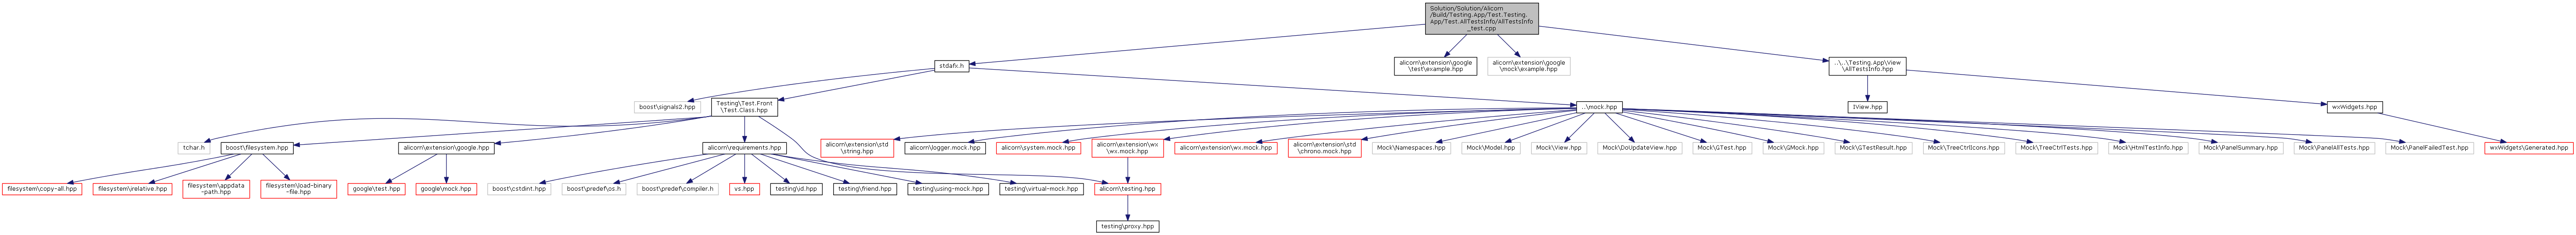 Solution/Solution/Alicorn
/Build/Testing.App/Test.Testing.
App/Test.AllTestsInfo/AllTestsInfo
_test.cpp
stdafx.h
alicorn\extension\google
\test\example.hpp
alicorn\extension\google
\mock\example.hpp
..\..\Testing.App\View
\AllTestsInfo.hpp
boost\signals2.hpp
Testing\Test.Front
\Test.Class.hpp
..\mock.hpp
IView.hpp
wxWidgets.hpp
tchar.h
boost\filesystem.hpp
alicorn\extension\google.hpp
alicorn\requirements.hpp
alicorn\extension\std
\string.hpp
alicorn\logger.mock.hpp
alicorn\system.mock.hpp
alicorn\extension\wx
\wx.mock.hpp
alicorn\extension\wx.mock.hpp
alicorn\extension\std
\chrono.mock.hpp
Mock\Namespaces.hpp
Mock\Model.hpp
Mock\View.hpp
Mock\DoUpdateView.hpp
Mock\GTest.hpp
Mock\GMock.hpp
Mock\GTestResult.hpp
Mock\TreeCtrlIcons.hpp
Mock\TreeCtrlTests.hpp
Mock\HtmlTestInfo.hpp
Mock\PanelSummary.hpp
Mock\PanelAllTests.hpp
Mock\PanelFailedTest.hpp
wxWidgets\Generated.hpp
filesystem\copy-all.hpp
filesystem\relative.hpp
filesystem\appdata
-path.hpp
filesystem\load-binary
-file.hpp
google\test.hpp
google\mock.hpp
boost\cstdint.hpp
boost\predef\os.h
boost\predef\compiler.h
vs.hpp
testing\id.hpp
testing\friend.hpp
testing\using-mock.hpp
testing\virtual-mock.hpp
alicorn\testing.hpp
testing\proxy.hpp